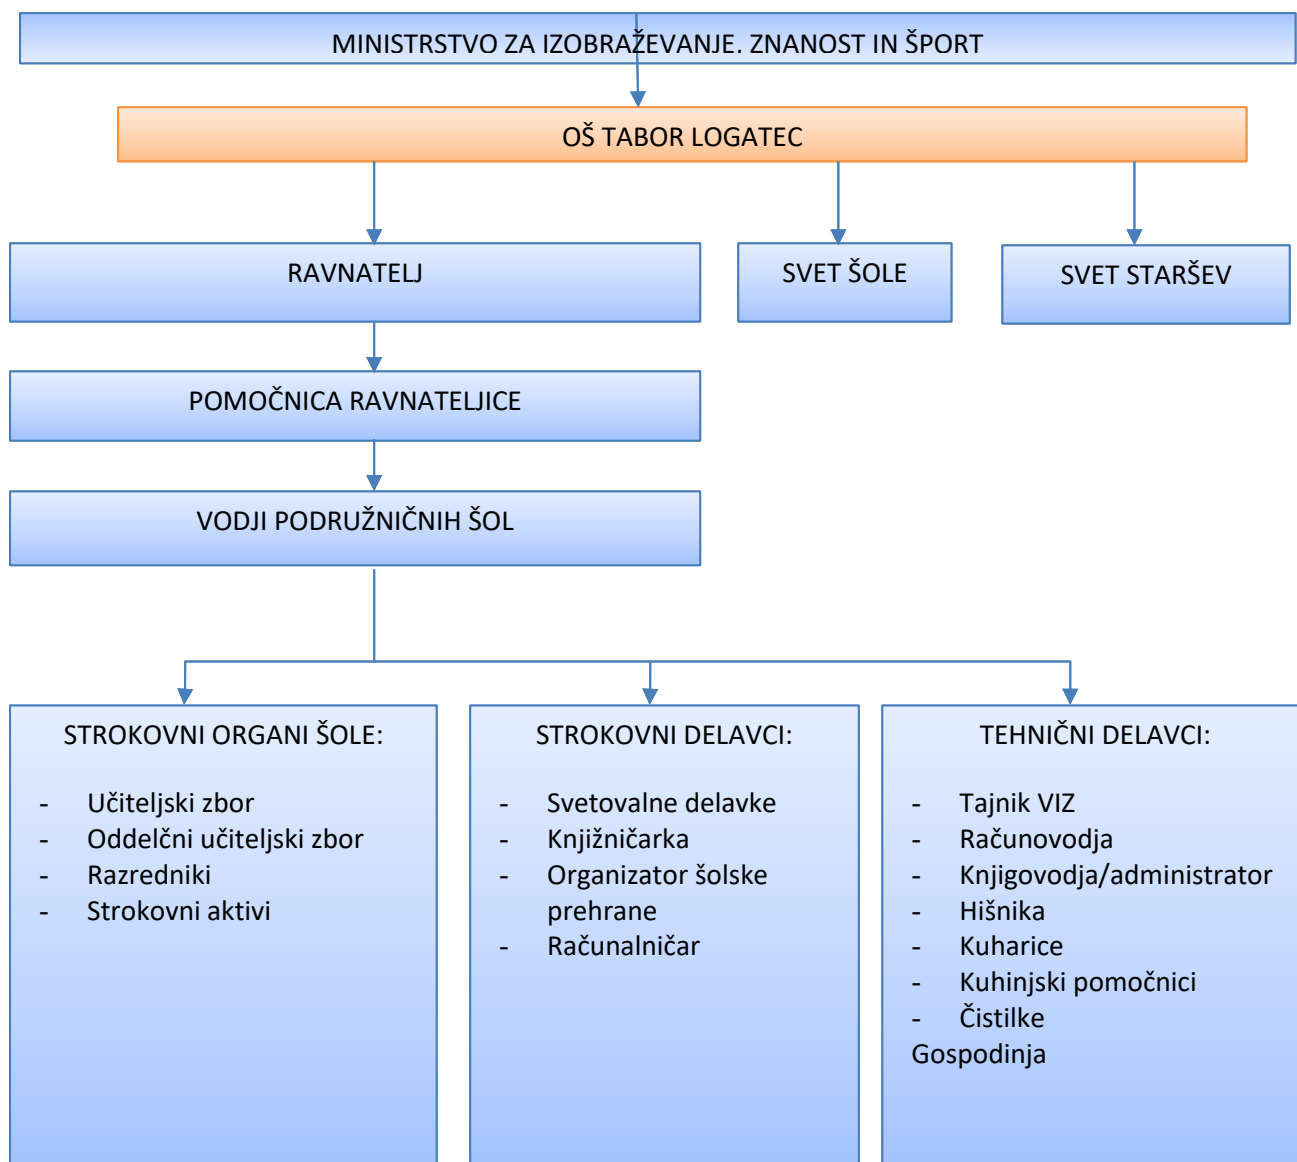 MINISTRSTVO ZA IZOBRAŽEVANJE. ZNANOST IN ŠPORT
OŠ TABOR LOGATEC
RAVNATELJ
SVET ŠOLE
SVET STARŠEV
POMOČNICA RAVNATELJICE
VODJI PODRUŽNIČNIH ŠOL
STROKOVNI ORGANI ŠOLE:
- Učiteljski zbor
- Oddelčni učiteljski zbor
- Razredniki
- Strokovni aktivi
STROKOVNI DELAVCI:
- Svetovalne delavke
- Knjižničarka
- Organizator šolske
prehrane
- Računalničar
TEHNIČNI DELAVCI:
- Tajnik VIZ
- Računovodja
- Knjigovodja/administrator
- Hišnika
- Kuharice
- Kuhinjski pomočnici
- Čistilke
Gospodinja